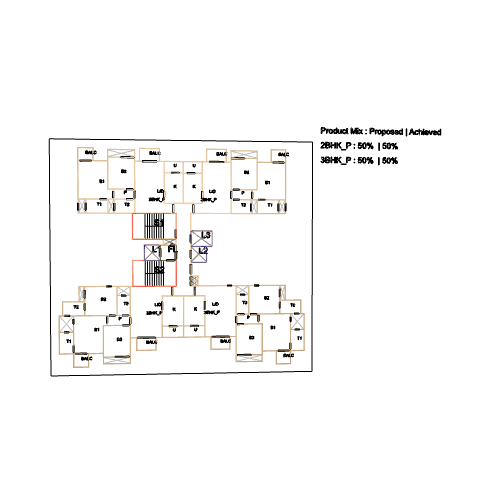 Product Mix : Proposed | Achieved
2BHK_P : 50% | 50%
3BHK_P : 50% | 50%
BALC BALC BALC BALC
U U
B2 B2
B1 K K B1
P L/D L/D P
2BHK_P 2BHK_P
T1 T2 T2 T1
S1
L3
L1 FL L2
S2
B2 T3 L/D K K L/D T3 B2
T2 3BHK_P 3BHK_P T2
P P
B1 B1
U U
T1 B3 B3 T1
BALC BALC
BALC BALC